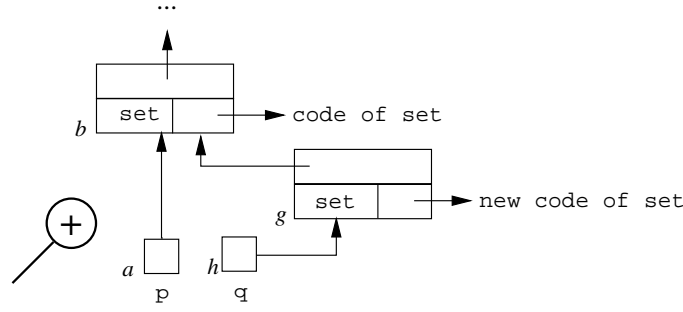 ...
set
code of set
b
set
new code of set
g
+
a
h
p
q